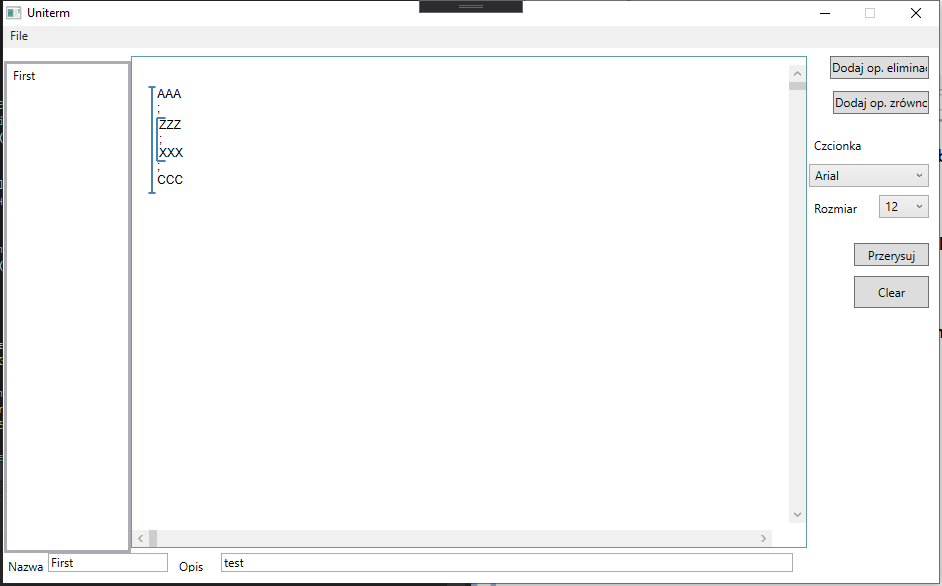 Uniterm
File
First
AAA
;
ZZZ
;
XXX
;
CCC
Dodaj op. eliminac
Dodaj op. zrówno
Czcionka
Arial
Rozmiar
12
Przerysuj
Clear
Nazwa
First
Opis
test